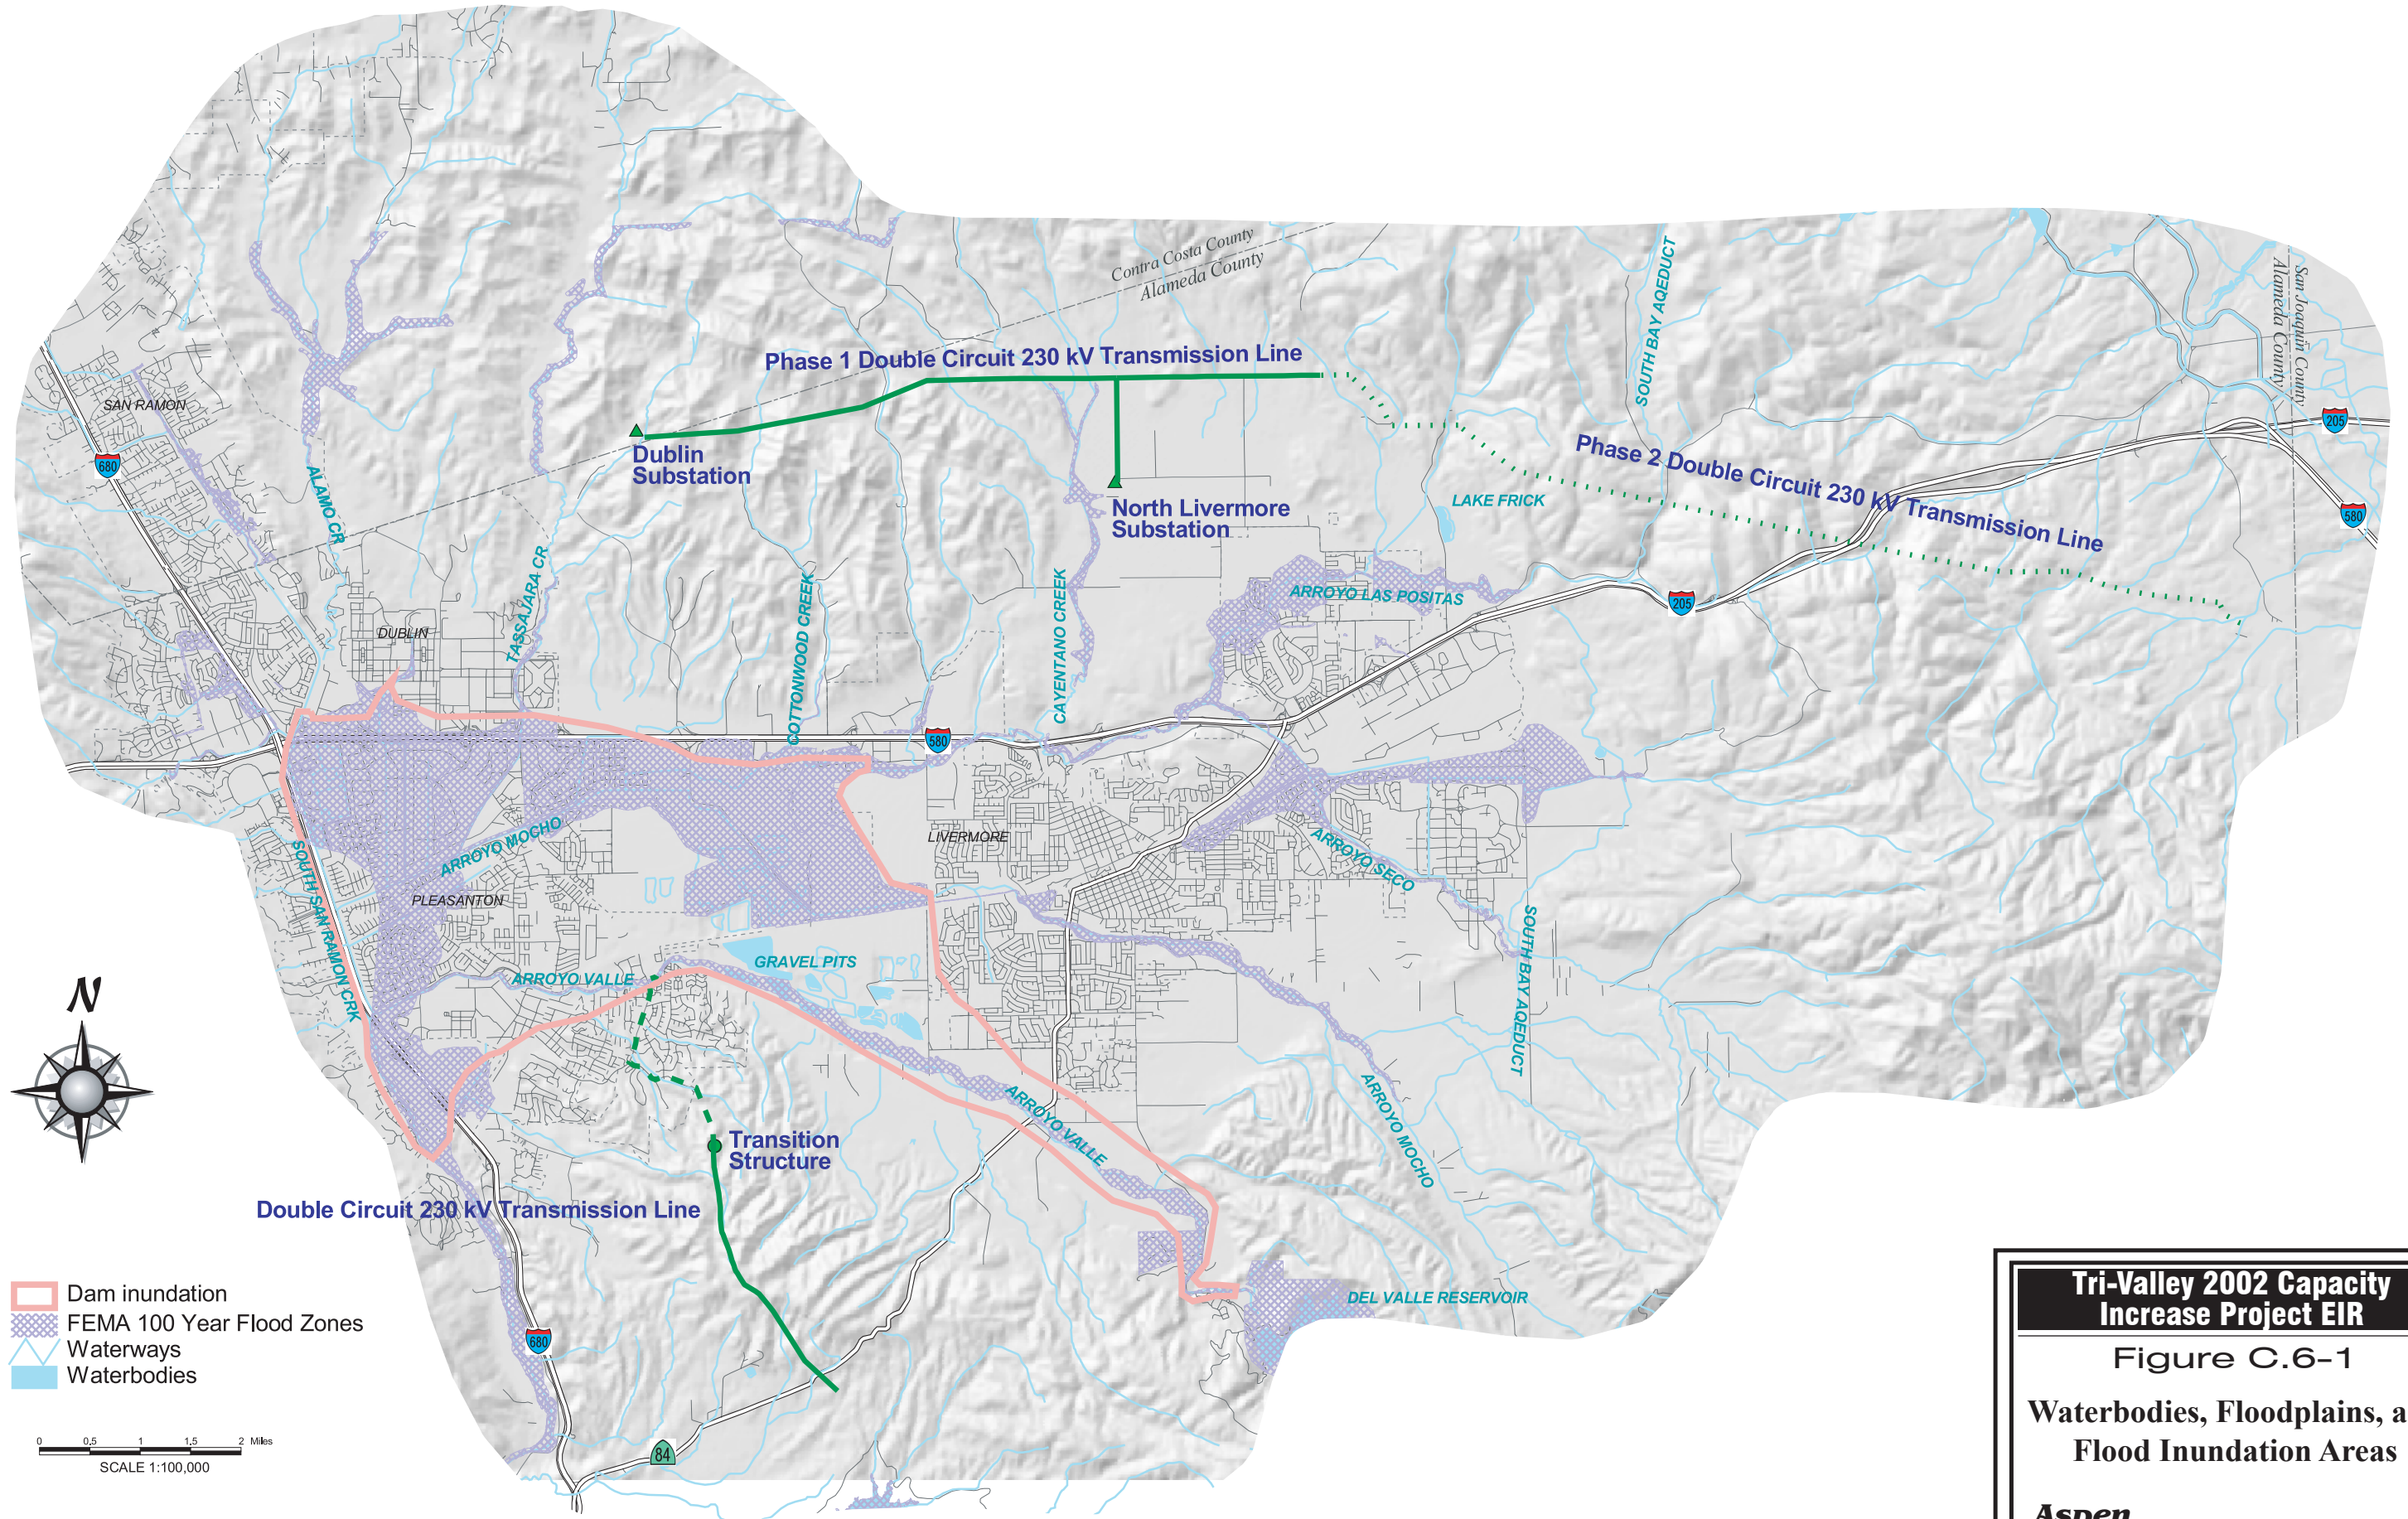 Contra Costa County
Alameda County
SOUTH BAY AQEDUCT
San Joaquin County
Alameda County
Phase 1 Double Circuit 230 kV Transmission Line
SAN RAMON
680
205
Dublin
Substation
Phase 2 Double Circuit 230 kV Transmission Line
ALAMO CR
North Livermore
Substation
LAKE FRICK
580
TASSAJARA CR
COTTONWOOD CREEK
CAYENTANO CREEK
ARROYO LAS POSITAS
205
DUBLIN
580
ARROYO MOCHO
LIVERMORE
ARROYO SECO
SOUTH SAN RAMON CRK
PLEASANTON
SOUTH BAY AQEDUCT
GRAVEL PITS
ARROYO VALLE
N
ARROYO VALLE
ARROYO MOCHO
Transition
Structure
Double Circuit 230 kV Transmission Line
DEL VALLE RESERVOIR
Dam inundation
FEMA 100 Year Flood Zones
Waterways
Waterbodies
680
84
0 0.5 1 1.5 2 Miles
SCALE 1:100,000
Tri-Valley 2002 Capacity
Increase Project EIR
Figure C.6-1
Waterbodies, Floodplains, a
Flood Inundation Areas
Aspen